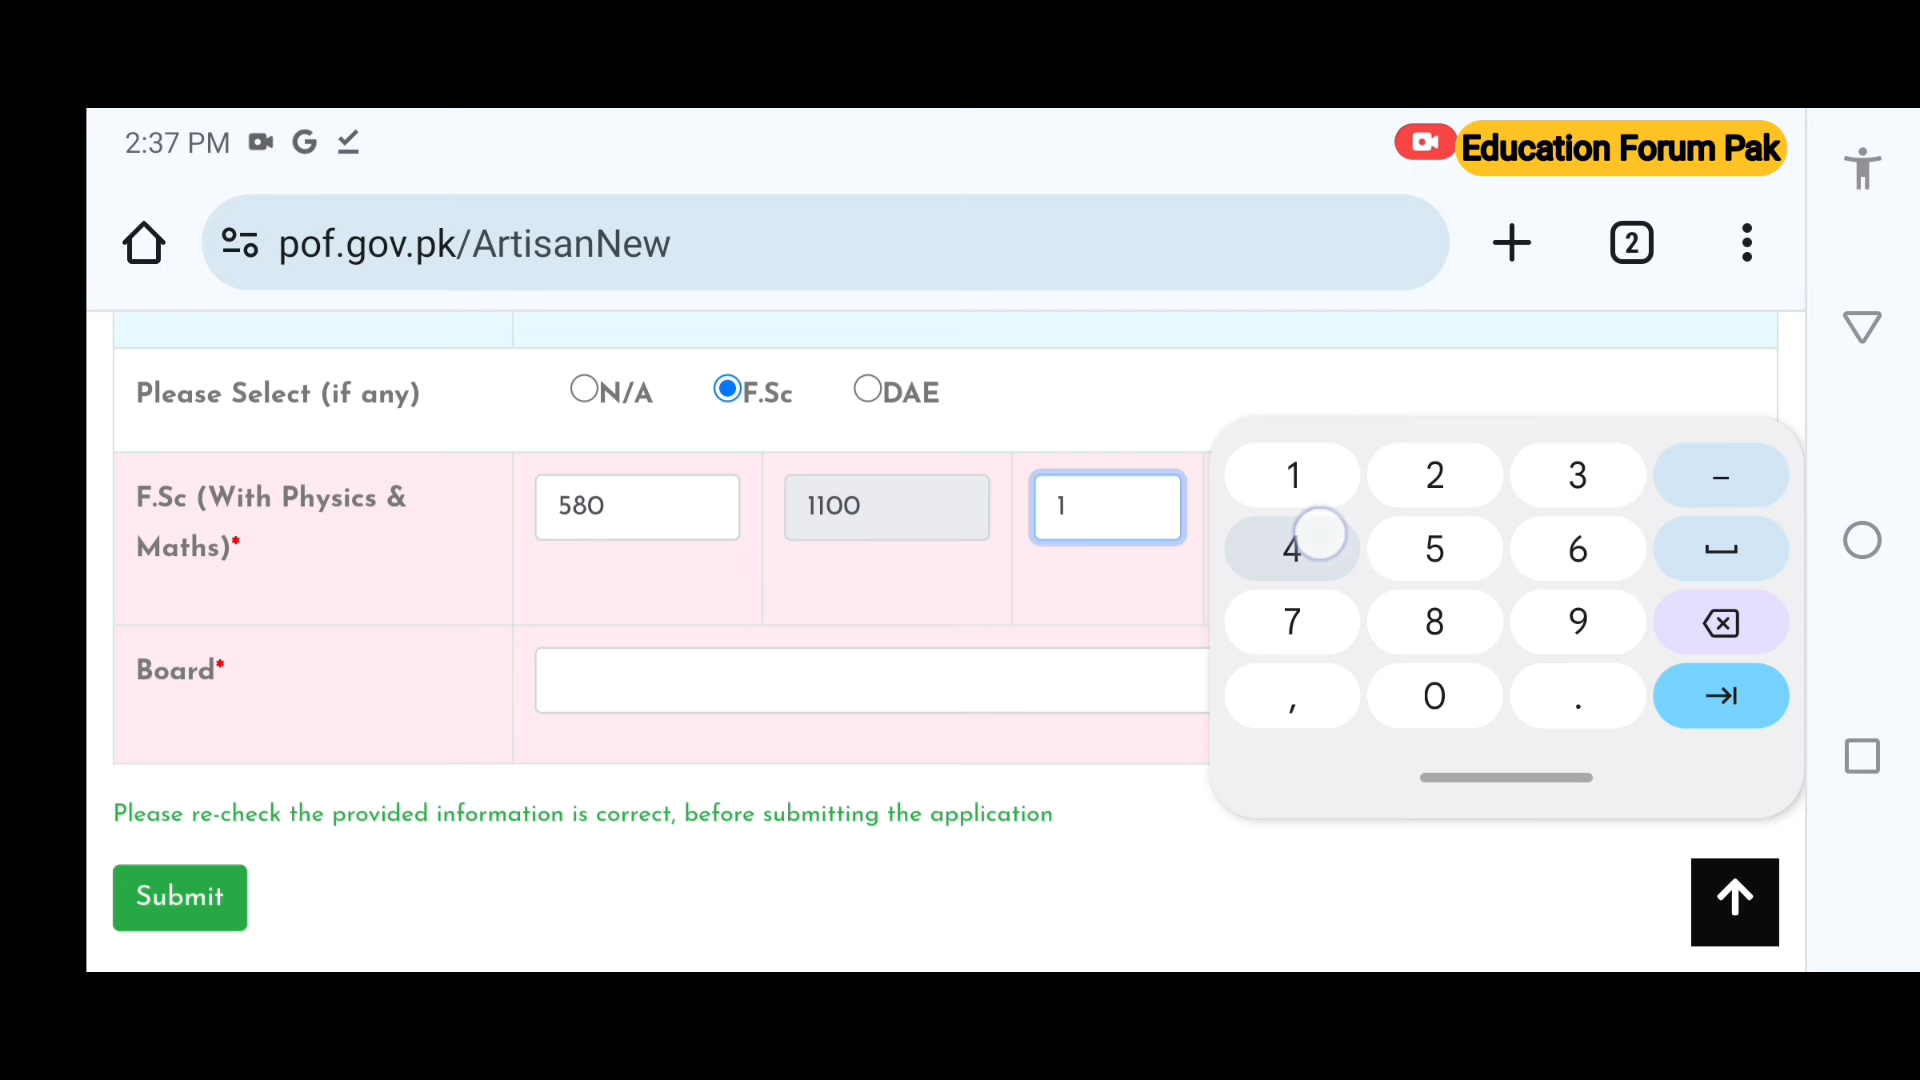 2:37 PM
Education Forum Pak
pof.gov.pk/ArtisanNew
2
Please Select (if any)
N/A
F.Sc
DAE
F.Sc (With Physics &
Maths)*
580
1100
1
Board*
1 2 3 –
4 5 6
7 8 9
, 0 .
Please re-check the provided information is correct, before submitting the application
Submit